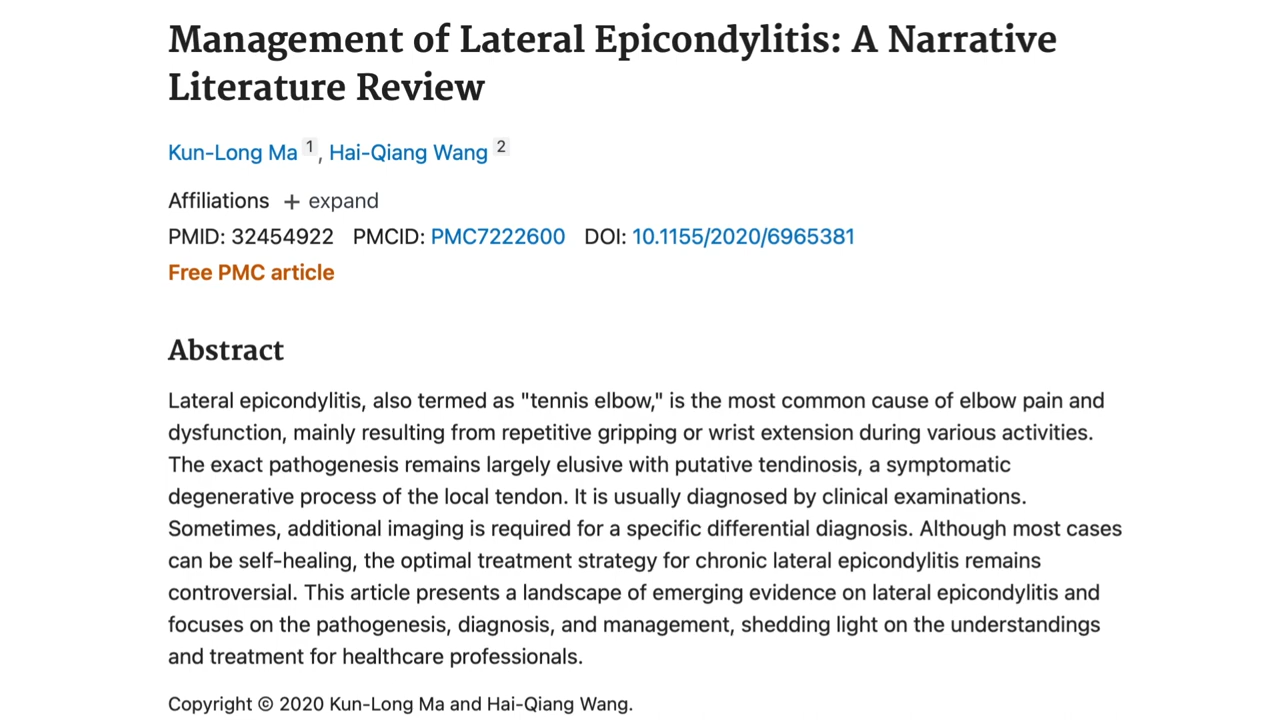 Management of Lateral Epicondylitis: A Narrative
Literature Review
Kun-Long Ma 1, Hai-Qiang Wang 2
Affiliations + expand
PMID: 32454922 PMCID: PMC7222600 DOI: 10.1155/2020/6965381
Free PMC article
Abstract
Lateral epicondylitis, also termed as "tennis elbow," is the most common cause of elbow pain and
dysfunction, mainly resulting from repetitive gripping or wrist extension during various activities.
The exact pathogenesis remains largely elusive with putative tendinosis, a symptomatic
degenerative process of the local tendon. It is usually diagnosed by clinical examinations.
Sometimes, additional imaging is required for a specific differential diagnosis. Although most cases
can be self-healing, the optimal treatment strategy for chronic lateral epicondylitis remains
controversial. This article presents a landscape of emerging evidence on lateral epicondylitis and
focuses on the pathogenesis, diagnosis, and management, shedding light on the understandings
and treatment for healthcare professionals.
Copyright © 2020 Kun-Long Ma and Hai-Qiang Wang.